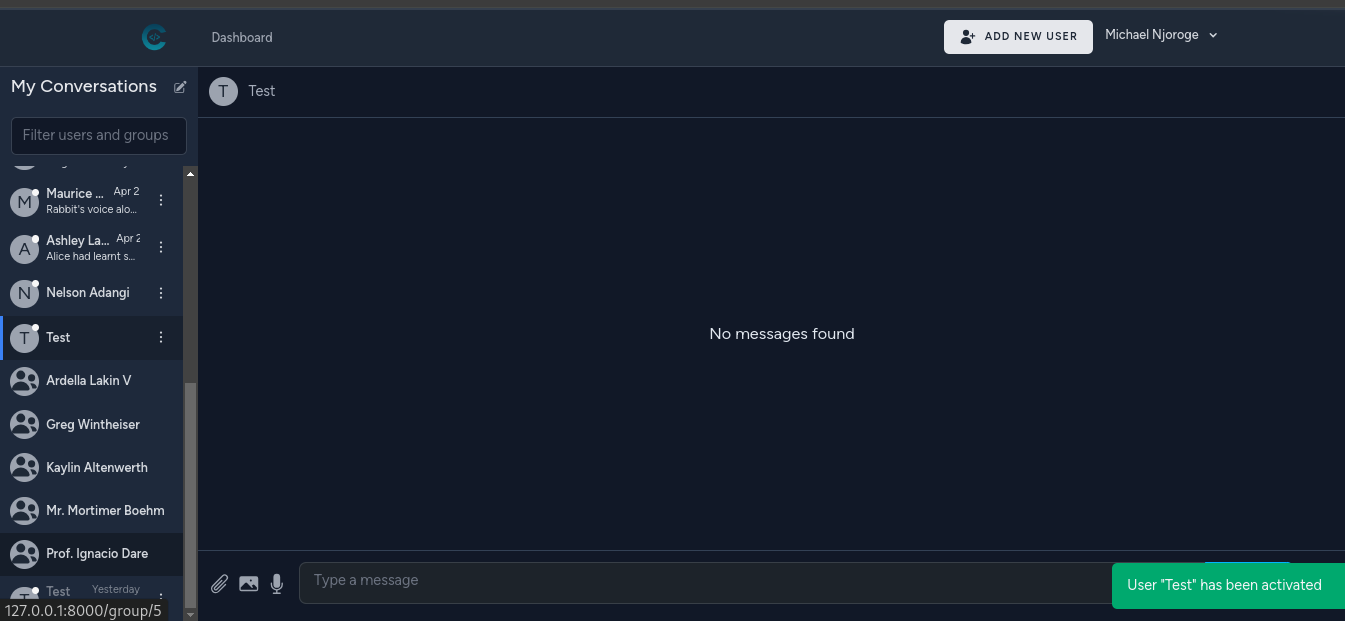 Dashboard
ADD NEW USER
Michael Njoroge
My Conversations
Filter users and groups
Maurice ... Apr 2
Rabbit's voice alo...
Ashley La... Apr 2
Alice had learnt s...
Nelson Adangi
Test
Ardella Lakin V
Greg Wintheiser
Kaylin Altenwerth
Mr. Mortimer Boehm
Prof. Ignacio Dare
Test Yesterday
127.0.0.1:8000/group/5
T Test
No messages found
Type a message
User "Test" has been activated
M
A
N
T